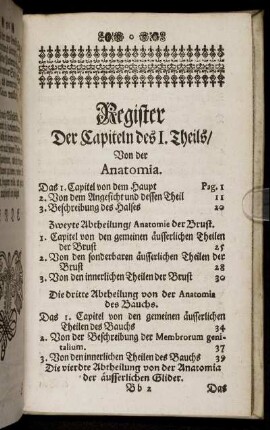 Register
Der Capiteln des I. Theils/
Von der
Anatomia.
Das 1. Capitel von dem Haupt Pag. 1
2. Von dem Angesicht und dessen Theil 11
3. Beschreibung des Halses 20
Zweyte Abtheilung/ Anatomie der Brust.
1. Capitel von den gemeinen äusserlichen Theilen
der Brust 25
2. Von den sonderbaren äusserlichen Theilen der
Brust 28
3. Von den innerlichen Theilen der Brust 30
Die dritte Abtheilung von der Anatomia
des Bauchs.
Das 1. Capitel von den gemeinen äusserlichen
Theilen des Bauchs 34
2. Von der Beschreibung der Membrorum geni-
talium. 37
3. Von den innerlichen Theilen des Bauchs 39
Die vierdte Abtheilung von der Anatomia
der äusserlichen Glider.
Bb 2 Das